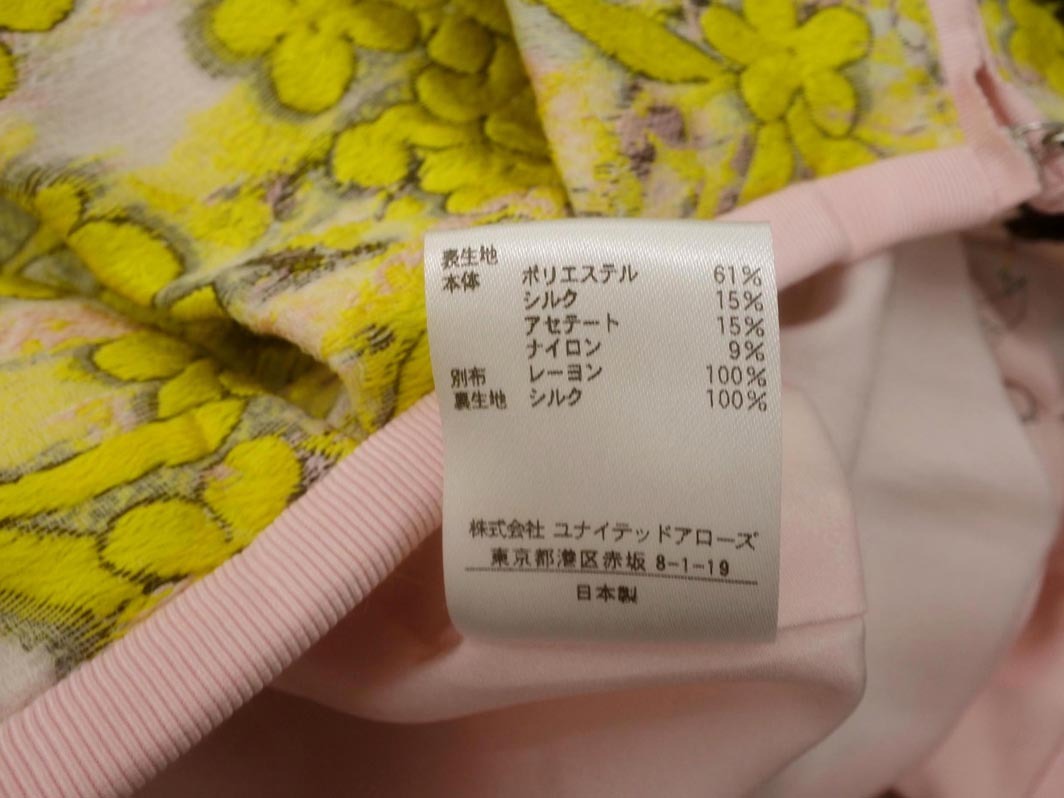 表生地
本体 ポリエステル 61%
シルク 15%
アセテート 15%
ナイロン 9%
別布 レーヨン 100%
裏生地 シルク 100%
株式会社 ユナイテッドアローズ
東京都港区赤坂 8-1-19
日本製